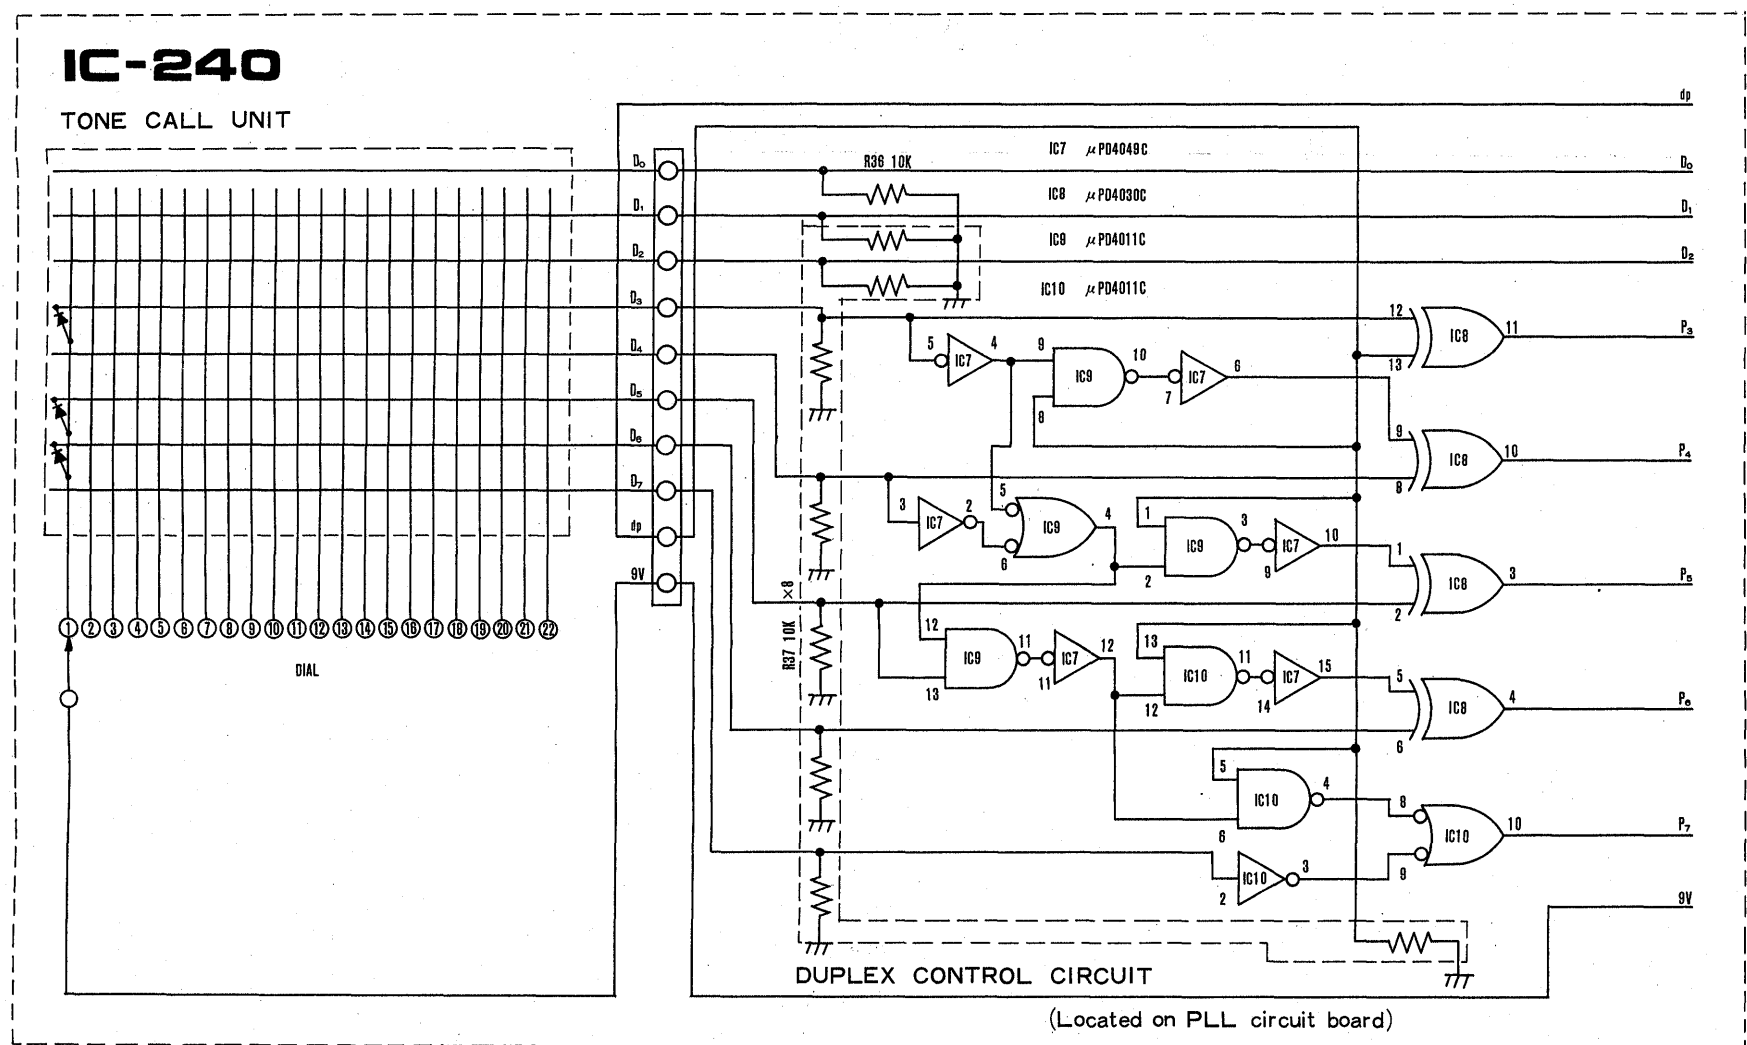 IC-240
TONE CALL UNIT
dp
D₀
D₁
D₂
D₃
D₄
D₅
D₆
D₇
dp
9V
① ② ③ ④ ⑤ ⑥ ⑦ ⑧ ⑨ ⑩ ⑪ ⑫ ⑬ ⑭ ⑮ ⑯ ⑰ ⑱ ⑲ ⑳ ㉑ ㉒
DIAL
R36 10K
IC7 μPD4049C
IC8 μPD4030C
IC9 μPD4011C
IC10 μPD4011C
D₀
D₁
D₂
12
IC8
11
P₃
13
5
IC7
4
9
IC9
10
8
7
IC7
6
9
IC8
10
P₄
8
3
IC7
2
5
IC9
4
6
1
IC9
3
2
9
IC7
10
1
IC8
3
P₅
2
R37 10K ×8
12
IC9
11
13
11
IC7
12
13
IC10
11
12
14
IC7
15
5
IC8
4
P₆
6
5
IC10
4
6
8
IC10
10
P₇
9
2
IC10
3
9V
DUPLEX CONTROL CIRCUIT
(Located on PLL circuit board)